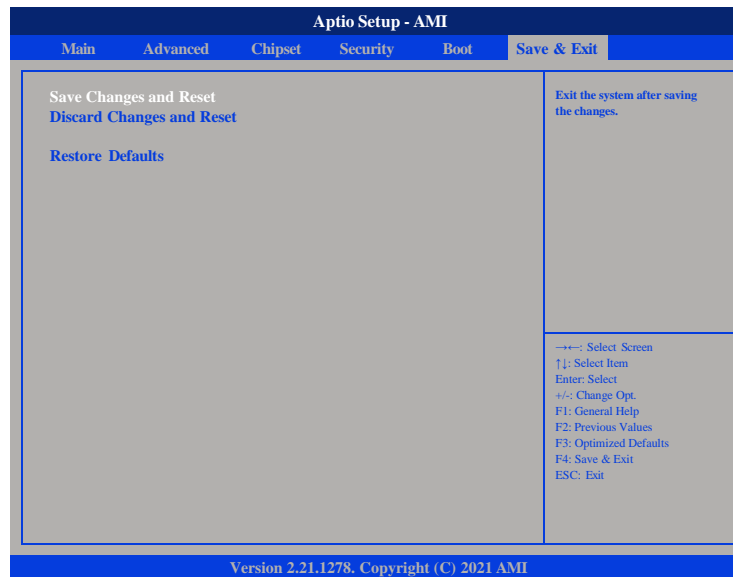 Aptio Setup - AMI
Main Advanced Chipset Security Boot Save & Exit
Save Changes and Reset
Discard Changes and Reset
Restore Defaults
Exit the system after saving
the changes.
→←: Select Screen
↑↓: Select Item
Enter: Select
+/-: Change Opt.
F1: General Help
F2: Previous Values
F3: Optimized Defaults
F4: Save & Exit
ESC: Exit
Version 2.21.1278. Copyright (C) 2021 AMI